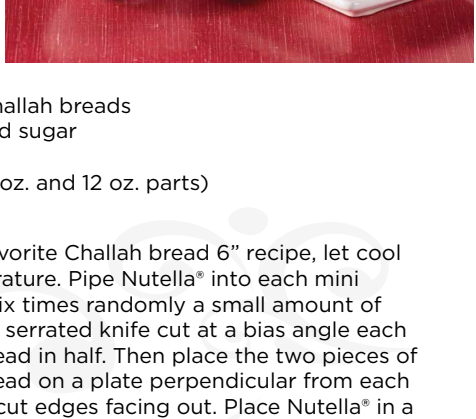 hallah breads
d sugar
oz. and 12 oz. parts)
vorite Challah bread 6” recipe, let cool
rature. Pipe Nutella® into each mini
ix times randomly a small amount of
serrated knife cut at a bias angle each
ead in half. Then place the two pieces of
ead on a plate perpendicular from each
cut edges facing out. Place Nutella® in a